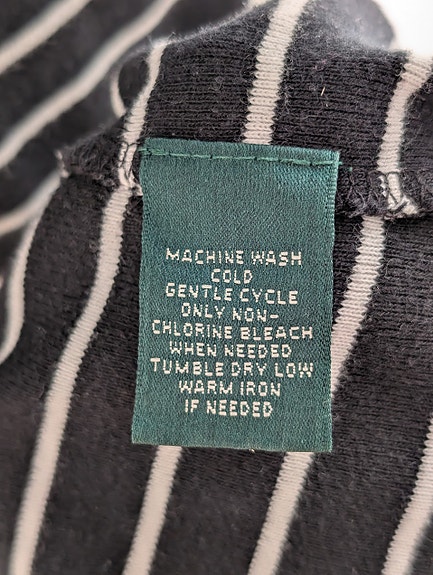 MACHINE WASH
COLD
GENTLE CYCLE
ONLY NON-
CHLORINE BLEACH
WHEN NEEDED
TUMBLE DRY LOW
WARM IRON
IF NEEDED